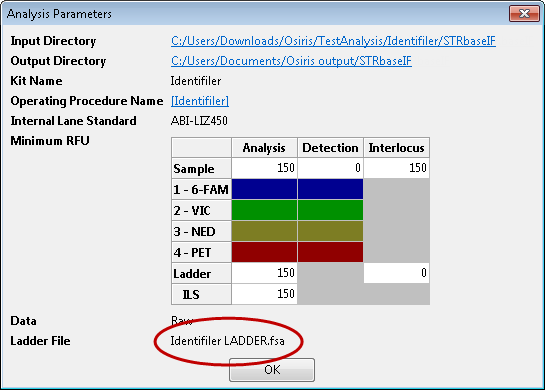 Analysis Parameters
Input Directory C:/Users/Downloads/Osiris/TestAnalysis/Identifiler/STRbaseIF
Output Directory C:/Users/Documents/Osiris output/STRbaseIF
Kit Name Identifiler
Operating Procedure Name [Identifiler]
Internal Lane Standard ABI-LIZ450
Minimum RFU
Analysis Detection Interlocus
Sample 150 0 150
1 - 6-FAM
2 - VIC
3 - NED
4 - PET
Ladder 150 0
ILS 150
Data Raw
Ladder File Identifiler LADDER.fsa
OK